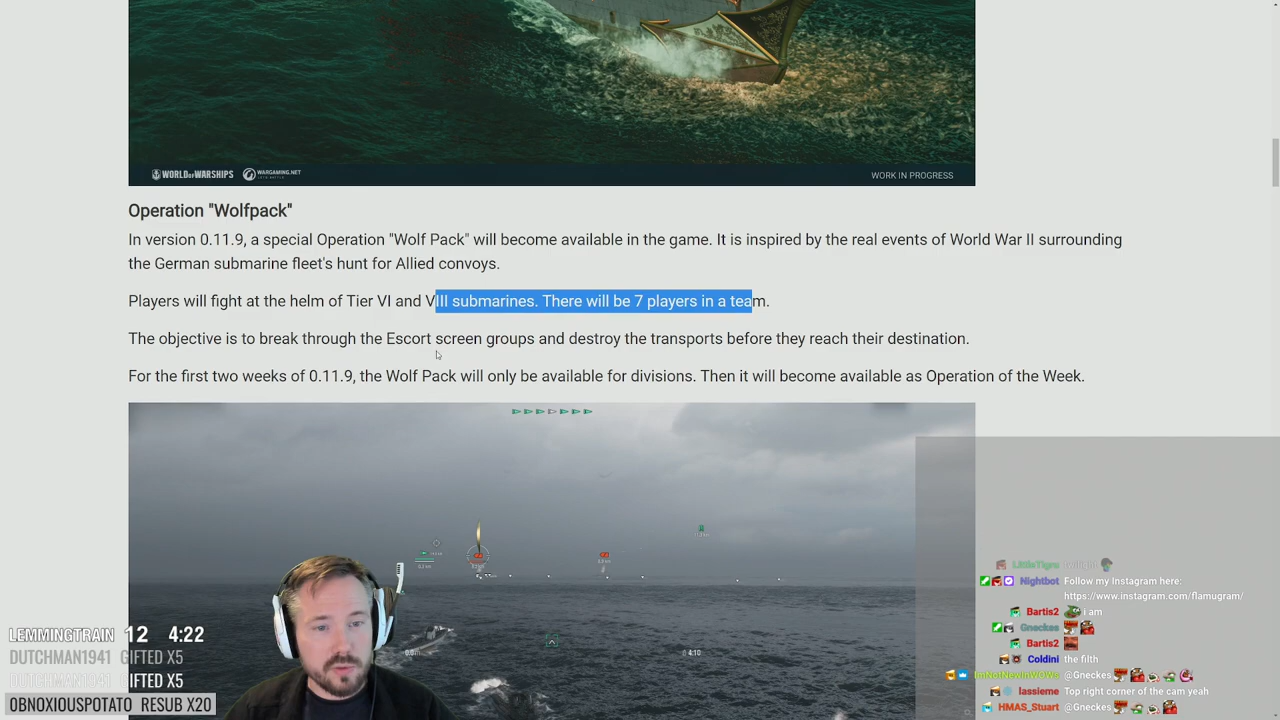 WORLD OF WARSHIPS WARGAMING.NET
WORK IN PROGRESS
Operation "Wolfpack"
In version 0.11.9, a special Operation "Wolf Pack" will become available in the game. It is inspired by the real events of World War II surrounding
the German submarine fleet's hunt for Allied convoys.
Players will fight at the helm of Tier VI and VIII submarines. There will be 7 players in a team.
The objective is to break through the Escort screen groups and destroy the transports before they reach their destination.
For the first two weeks of 0.11.9, the Wolf Pack will only be available for divisions. Then it will become available as Operation of the Week.
4:10
LEMMINGTRAIN 12 4:22
DUTCHMAN1941 GIFTED X5
DUTCHMAN1941 GIFTED X5
OBNOXIOUSPOTATO RESUB X20
Nightbot Follow my Instagram here:
https://www.instagram.com/flamugram/
Bartis2 i am
Gneckes
Bartis2
Coldini the filth
@Gneckes
lassieme Top right corner of the cam yeah
HMAS_Stuart @Gneckes